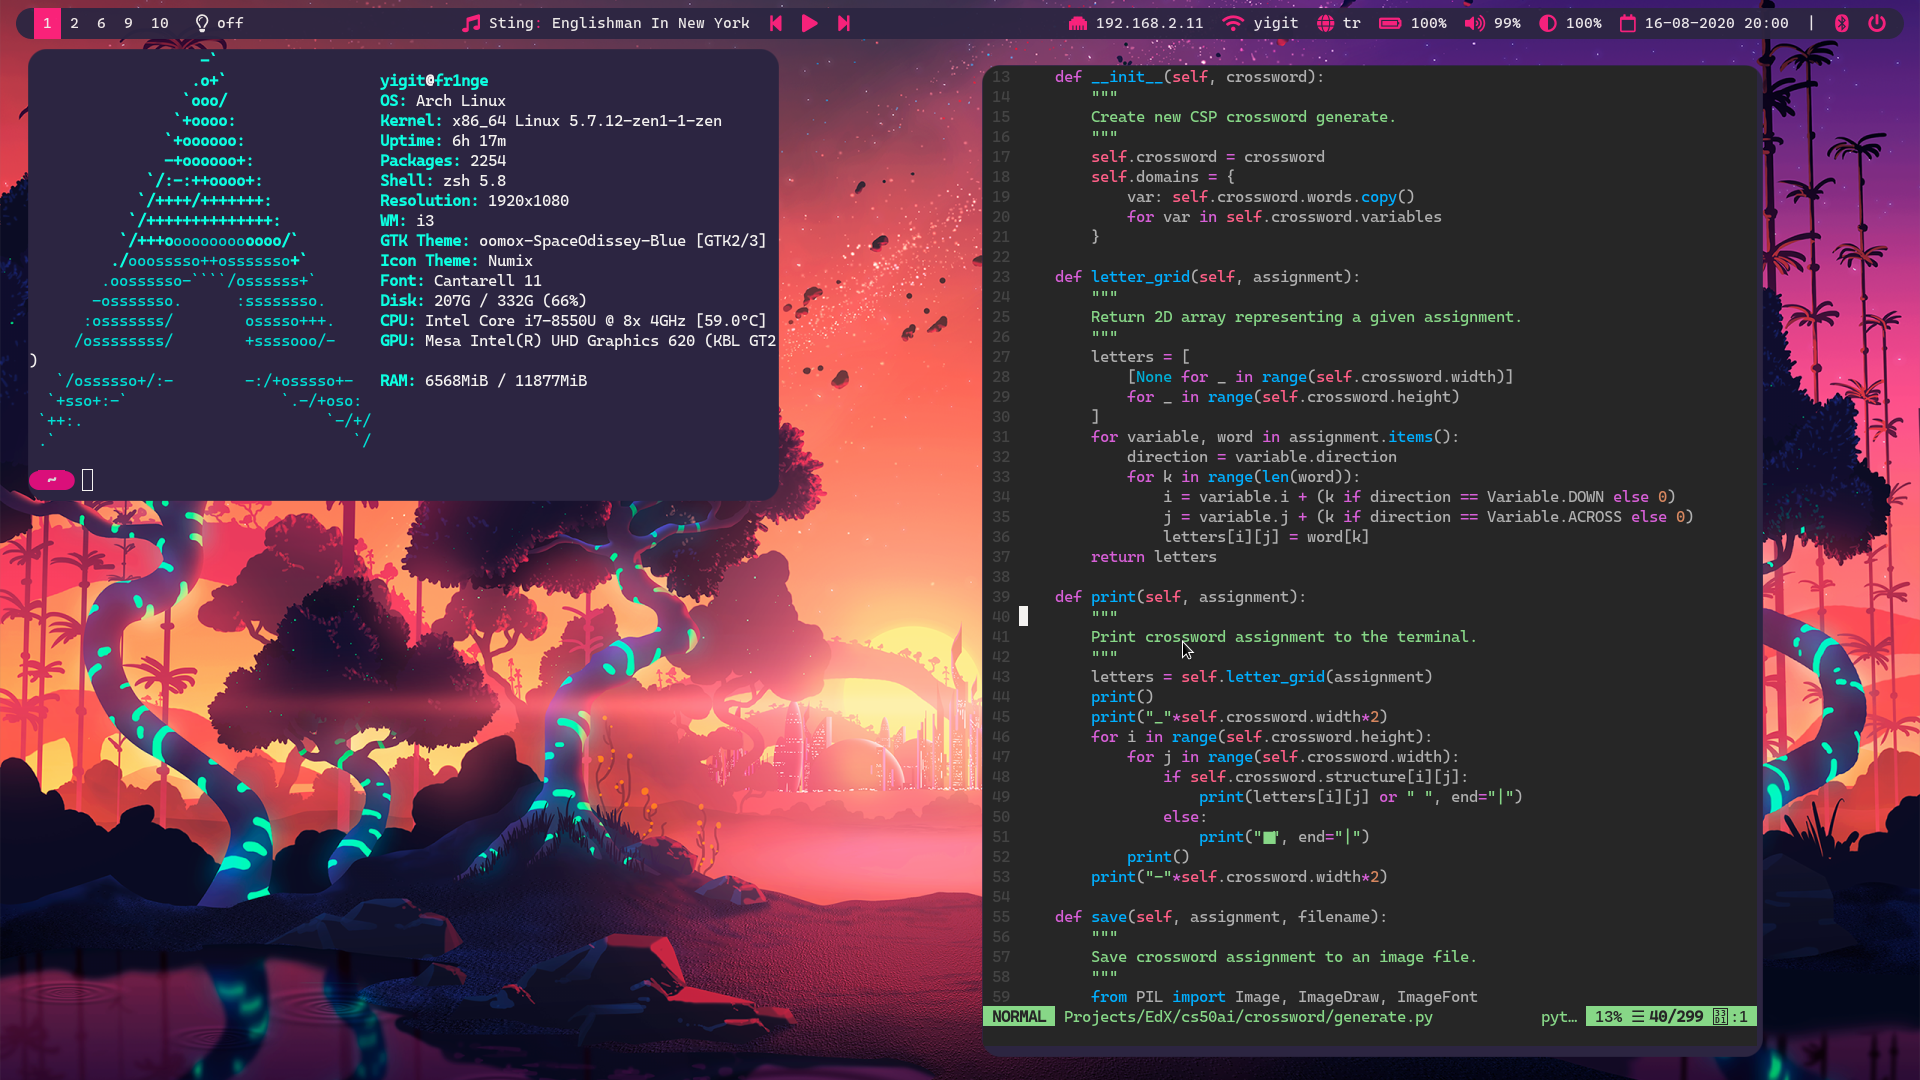 1 2 6 9 10 off Sting: Englishman In New York 192.168.2.11 yigit tr 100% 99% 100% 16-08-2020 20:00 |
-`
.o+` yigit@fr1nge
`ooo/ OS: Arch Linux
`+oooo: Kernel: x86_64 Linux 5.7.12-zen1-1-zen
`+oooooo: Uptime: 6h 17m
-+oooooo+: Packages: 2254
`/:-:++oooo+: Shell: zsh 5.8
`/++++/+++++++: Resolution: 1920x1080
`/++++++++++++++: WM: i3
`/+++ooooooooooooo/` GTK Theme: oomox-SpaceOdissey-Blue [GTK2/3]
./ooosssso++osssssso+` Icon Theme: Numix
.oossssso-````/ossssss+` Font: Cantarell 11
-osssssso. :ssssssso. Disk: 207G / 332G (66%)
:osssssss/ osssso+++. CPU: Intel Core i7-8550U @ 8x 4GHz [59.0°C]
/ossssssss/ +ssssooo/- GPU: Mesa Intel(R) UHD Graphics 620 (KBL GT2
)
`/ossssso+/:- -:/+osssso+- RAM: 6568MiB / 11877MiB
`+sso+:-` `.-/+oso:
`++:. `-/+/
.` `/
~
13 def __init__(self, crossword):
14 """
15 Create new CSP crossword generate.
16 """
17 self.crossword = crossword
18 self.domains = {
19 var: self.crossword.words.copy()
20 for var in self.crossword.variables
21 }
22
23 def letter_grid(self, assignment):
24 """
25 Return 2D array representing a given assignment.
26 """
27 letters = [
28 [None for _ in range(self.crossword.width)]
29 for _ in range(self.crossword.height)
30 ]
31 for variable, word in assignment.items():
32 direction = variable.direction
33 for k in range(len(word)):
34 i = variable.i + (k if direction == Variable.DOWN else 0)
35 j = variable.j + (k if direction == Variable.ACROSS else 0)
36 letters[i][j] = word[k]
37 return letters
38
39 def print(self, assignment):
40 """
41 Print crossword assignment to the terminal.
42 """
43 letters = self.letter_grid(assignment)
44 print()
45 print("_"*self.crossword.width*2)
46 for i in range(self.crossword.height):
47 for j in range(self.crossword.width):
48 if self.crossword.structure[i][j]:
49 print(letters[i][j] or " ", end="|")
50 else:
51 print("■", end="|")
52 print()
53 print("-"*self.crossword.width*2)
54
55 def save(self, assignment, filename):
56 """
57 Save crossword assignment to an image file.
58 """
59 from PIL import Image, ImageDraw, ImageFont
NORMAL Projects/EdX/cs50ai/crossword/generate.py pyt… 13% ☰ 40/299 :1